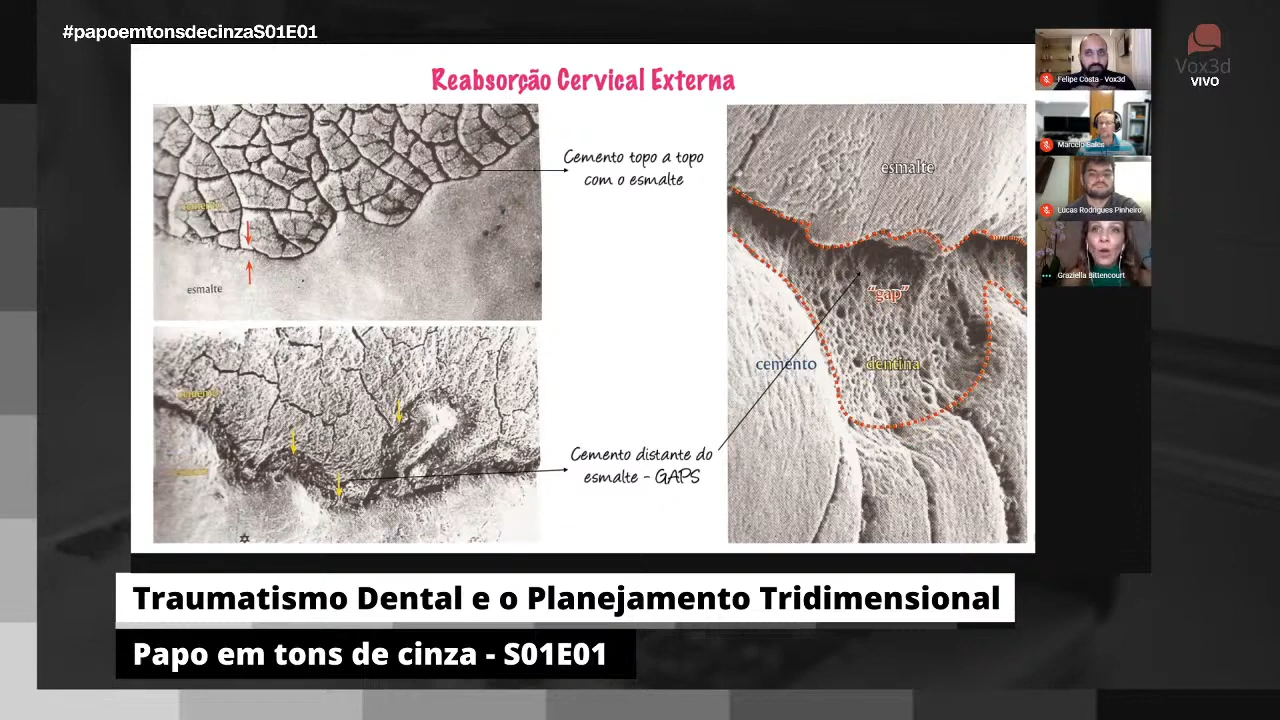 #papoemtonsdecinzaS01E01
Vox3d
VIVO
Reabsorção Cervical Externa
Cemento topo a topo
com o esmalte
esmalte
esmalte
"gap"
cemento
dentina
Cemento distante do
esmalte - GAPS
Felipe Costa - Vox3d
Marcelo Sales
Lucas Rodrigues Pinheiro
Graziella Bittencourt
Traumatismo Dental e o Planejamento Tridimensional
Papo em tons de cinza - S01E01